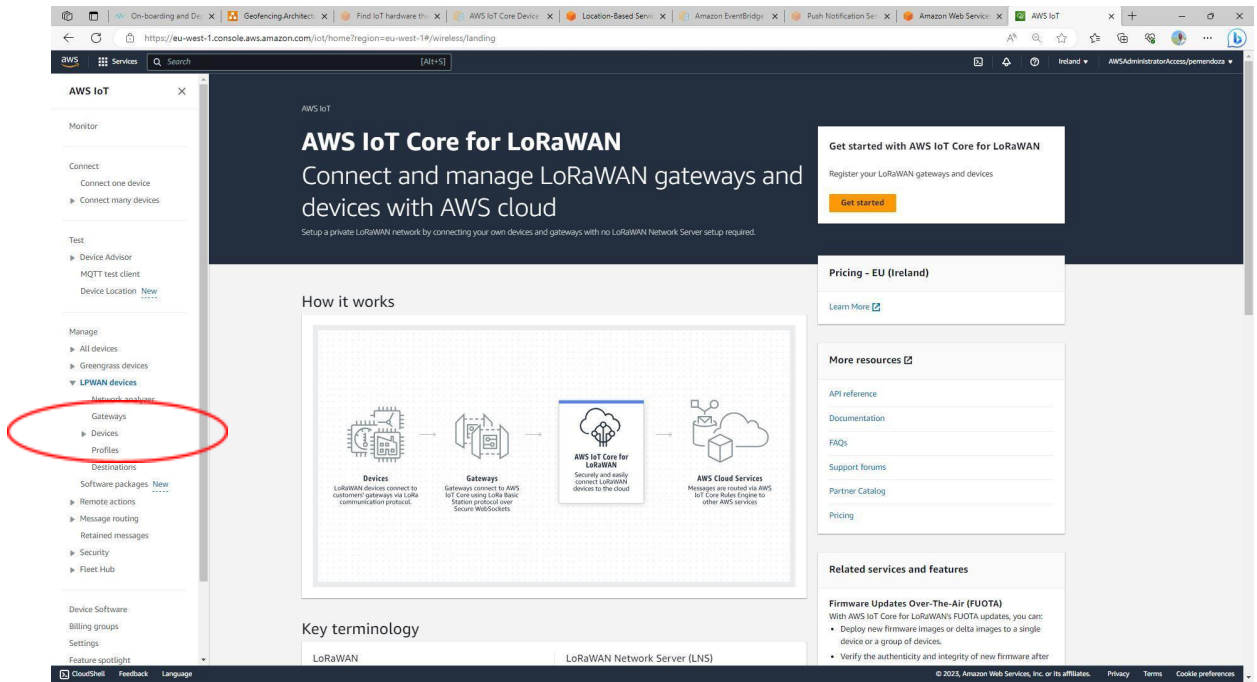 On-boarding and De
Geofencing.Architect
Find IoT hardware th
AWS IoT Core Device
Location-Based Servic
Amazon EventBridge
Push Notification Ser
Amazon Web Service
AWS IoT
https://eu-west-1.console.aws.amazon.com/iot/home?region=eu-west-1#/wireless/landing
aws
Services
Search
[Alt+S]
Ireland
AWSAdministratorAccess/pemendoza
AWS IoT
Monitor
Connect
Connect one device
Connect many devices
Test
Device Advisor
MQTT test client
Device Location New
Manage
All devices
Greengrass devices
LPWAN devices
Network analyzer
Gateways
Devices
Profiles
Destinations
Software packages New
Remote actions
Message routing
Retained messages
Security
Fleet Hub
Device Software
Billing groups
Settings
Feature spotlight
AWS IoT
AWS IoT Core for LoRaWAN
Connect and manage LoRaWAN gateways and
devices with AWS cloud
Setup a private LoRaWAN network by connecting your own devices and gateways with no LoRaWAN Network Server setup required.
Get started with AWS IoT Core for LoRaWAN
Register your LoRaWAN gateways and devices
Get started
Pricing - EU (Ireland)
Learn More
How it works
Devices
LoRaWAN devices connect to
customers' gateways via LoRa
communication protocol.
Gateways
Gateways connect to AWS
IoT Core using LoRa Basic
Station protocol over
Secure WebSockets
AWS IoT Core for
LoRaWAN
Securely and easily
connect LoRaWAN
devices to the cloud
AWS Cloud Services
Messages are routed via AWS
IoT Core Rules Engine to
other AWS services
More resources
API reference
Documentation
FAQs
Support forums
Partner Catalog
Pricing
Related services and features
Firmware Updates Over-The-Air (FUOTA)
With AWS IoT Core for LoRaWAN's FUOTA updates, you can:
• Deploy new firmware images or delta images to a single
device or a group of devices.
• Verify the authenticity and integrity of new firmware after
Key terminology
LoRaWAN
LoRaWAN Network Server (LNS)
CloudShell
Feedback
Language
© 2023, Amazon Web Services, Inc. or its affiliates.
Privacy
Terms
Cookie preferences